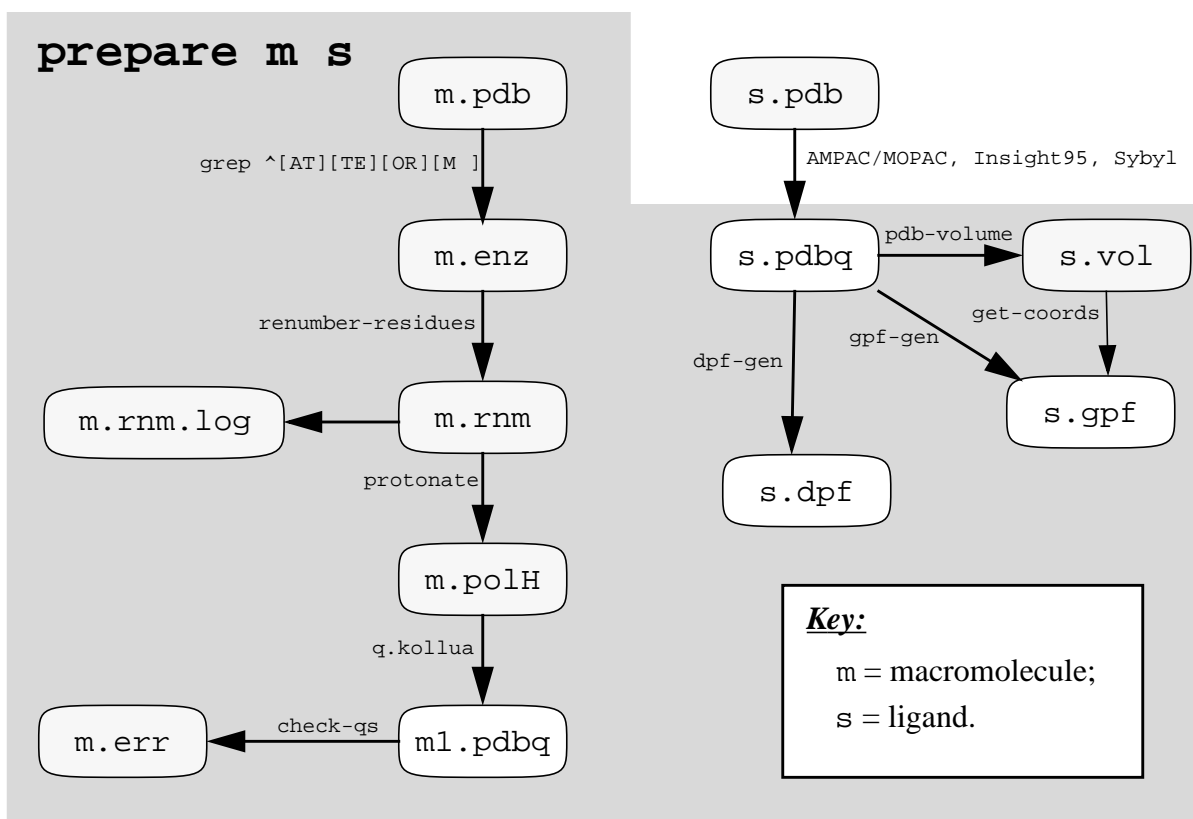 prepare m s
m.pdb
s.pdb
grep ^[AT][TE][OR][M ]
AMPAC/MOPAC, Insight95, Sybyl
m.enz
s.pdbq
pdb-volume
s.vol
renumber-residues
get-coords
gpf-gen
dpf-gen
m.rnm.log
m.rnm
s.gpf
protonate
s.dpf
m.polH
Key:
q.kollua
m = macromolecule;
s = ligand.
m.err
check-qs
m1.pdbq